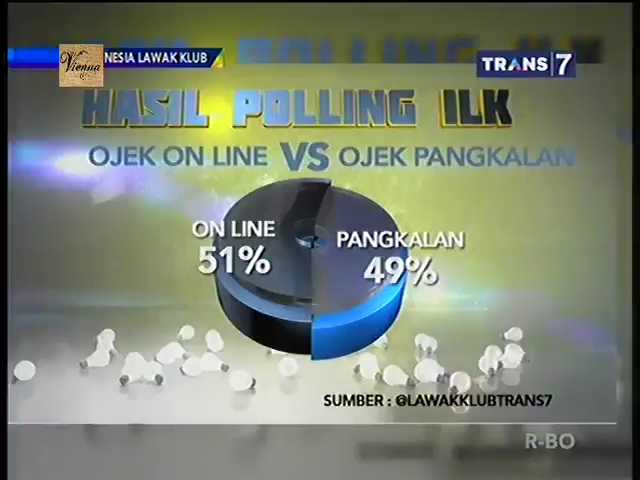 Vienna
NESIA LAWAK KLUB
TRANS 7
HASIL POLLING ILK
OJEK ON LINE VS OJEK PANGKALAN
ON LINE
51%
PANGKALAN
49%
SUMBER : @LAWAKKLUBTRANS7
R-BO